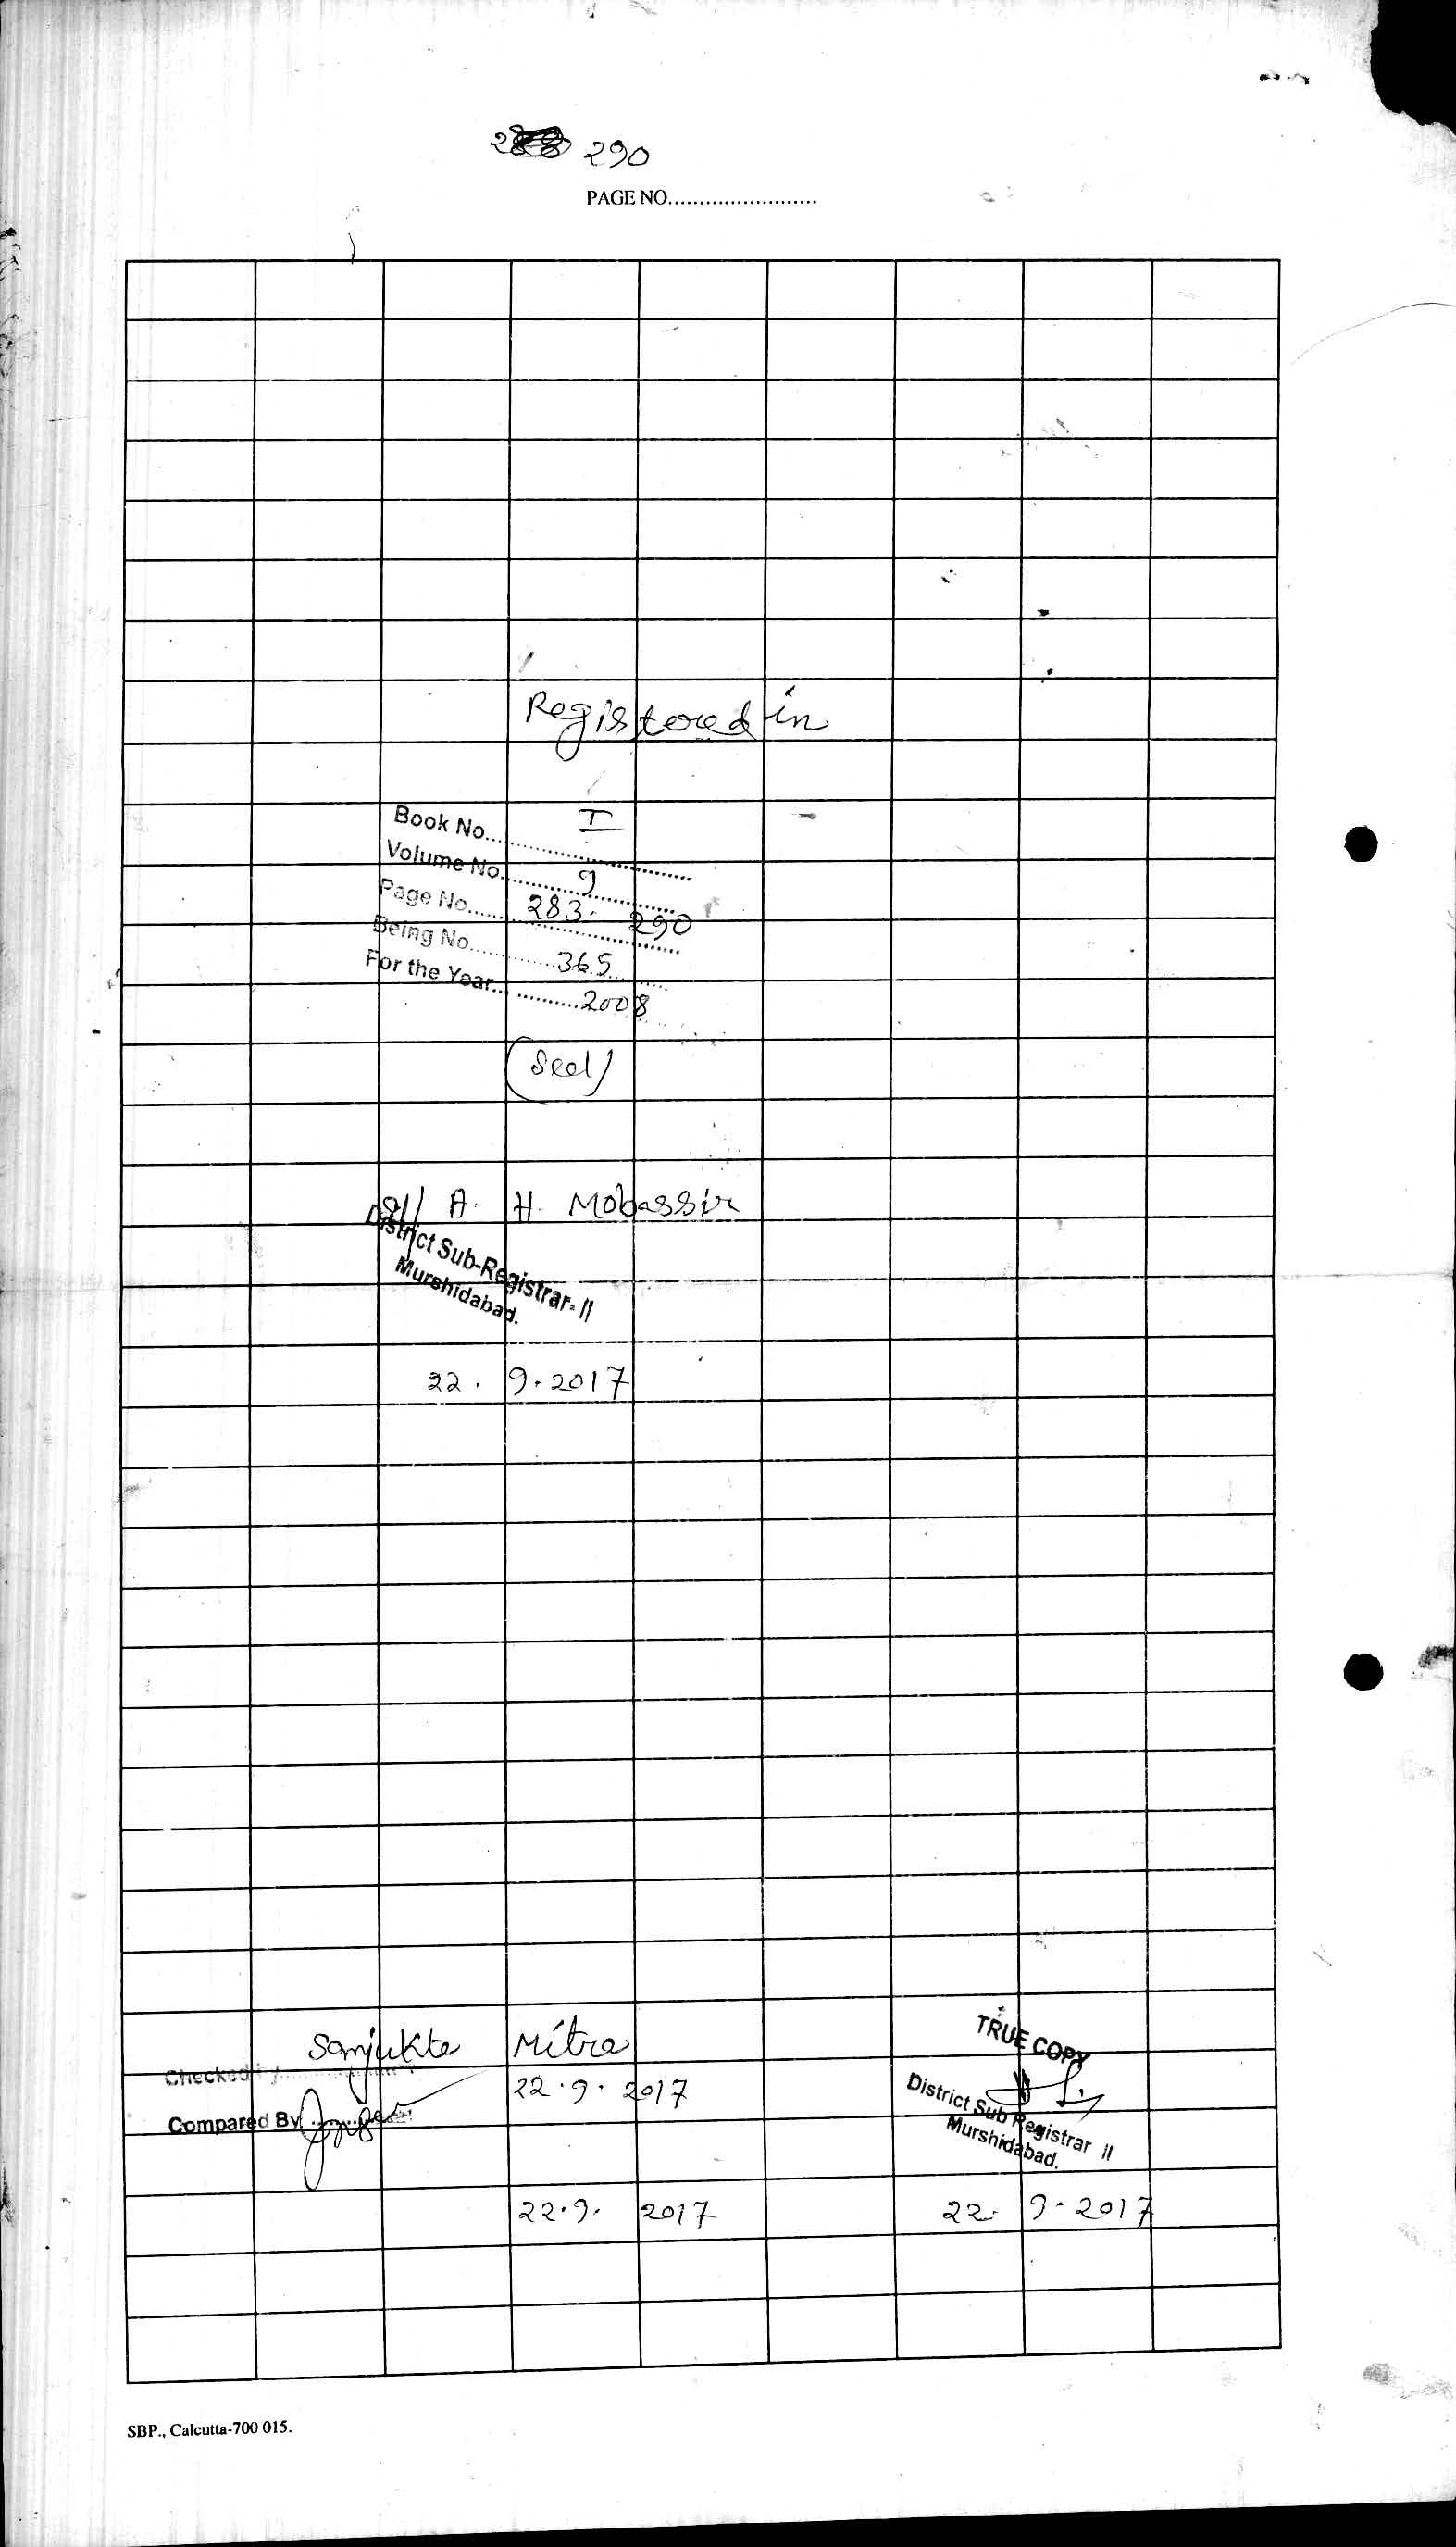 290
PAGE NO.........................
Registered in
Book No. I
Volume No. 9
Page No. 283 - 290
Being No. 365
For the Year 2008
(Seal)
Sd/ A. H. Mobassir
District Sub-Registrar- II
Murshidabad.
22. 9. 2017
Sanjukta Mitra
Checked
22. 9. 2017
Compared By
22. 9. 2017
TRUE COPY
District Sub Registrar II
Murshidabad.
22. 9. 2017
SBP., Calcutta-700 015.